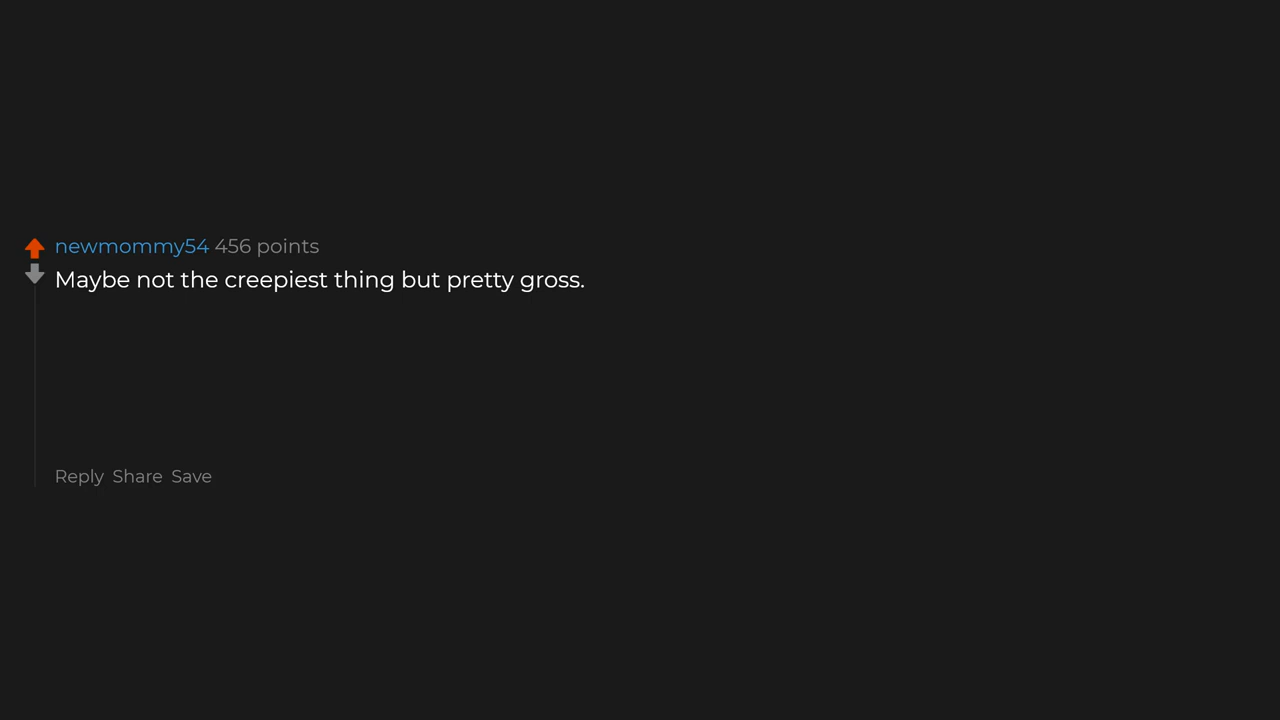 newmommy54 456 points
Maybe not the creepiest thing but pretty gross.
Reply Share Save